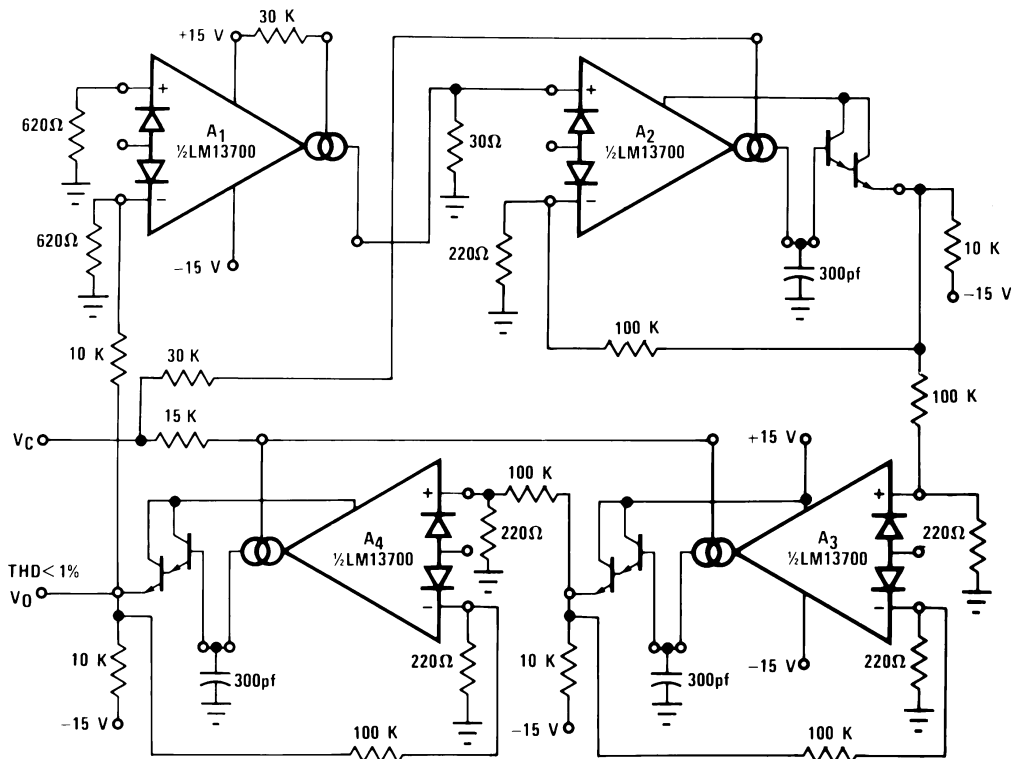 30 K
+15 V
620Ω
+
A1
½LM13700
−
620Ω
−15 V
30Ω
+
A2
½LM13700
−
220Ω
300pf
10 K
−15 V
100 K
10 K
30 K
100 K
15 K
VC
+15 V
100 K
+
A4
½LM13700
−
220Ω
+
A3
½LM13700
−
220Ω
THD<1%
VO
10 K
300pf
220Ω
10 K
300pf
−15 V
220Ω
−15 V
−15 V
100 K
100 K